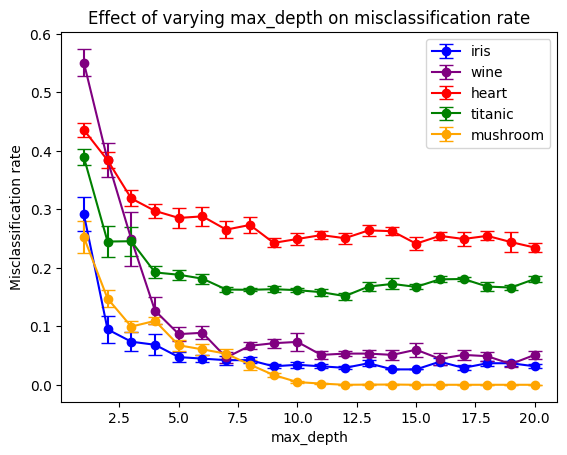 Effect of varying max_depth on misclassification rate
Misclassification rate
0.6
0.5
0.4
0.3
0.2
0.1
0.0
iris
wine
heart
titanic
mushroom
2.5 5.0 7.5 10.0 12.5 15.0 17.5 20.0
max_depth